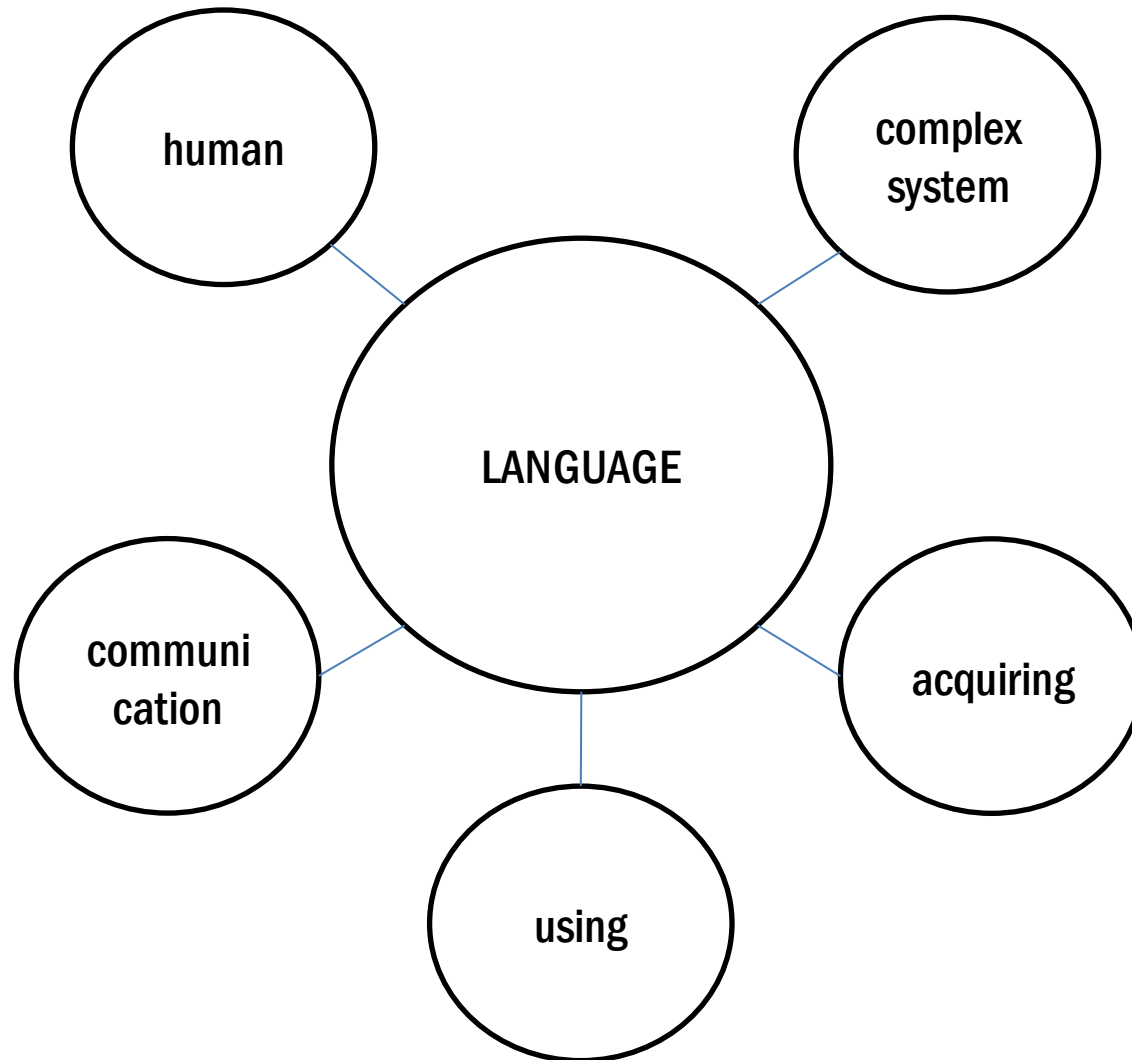 human
complex
system
LANGUAGE
communi
cation
acquiring
using